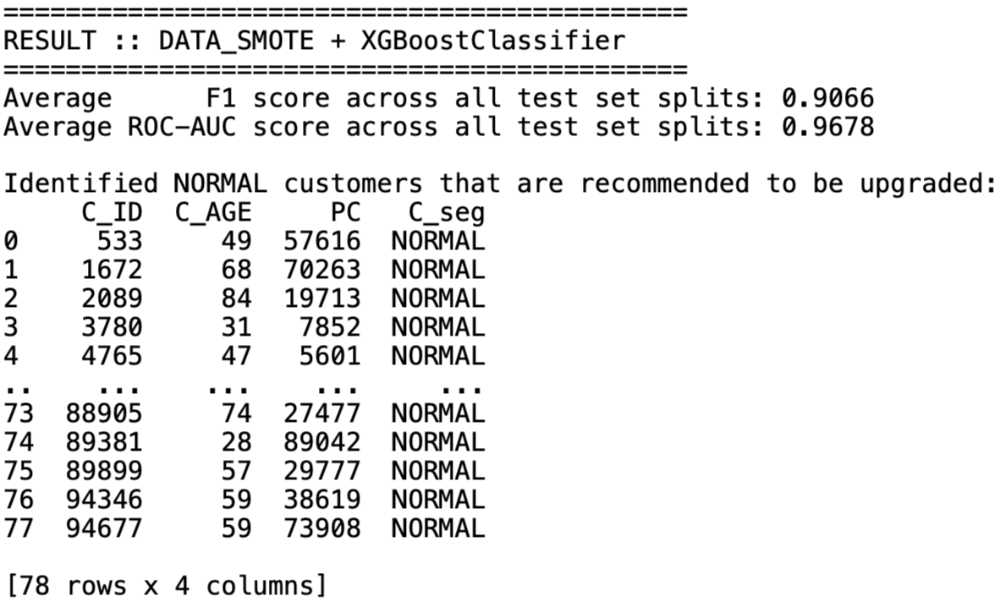 ============================================
RESULT :: DATA_SMOTE + XGBoostClassifier
============================================
Average      F1 score across all test set splits: 0.9066
Average ROC-AUC score across all test set splits: 0.9678

Identified NORMAL customers that are recommended to be upgraded:
     C_ID  C_AGE     PC   C_seg
0     533     49  57616  NORMAL
1    1672     68  70263  NORMAL
2    2089     84  19713  NORMAL
3    3780     31   7852  NORMAL
4    4765     47   5601  NORMAL
..    ...    ...    ...     ...
73  88905     74  27477  NORMAL
74  89381     28  89042  NORMAL
75  89899     57  29777  NORMAL
76  94346     59  38619  NORMAL
77  94677     59  73908  NORMAL

[78 rows x 4 columns]